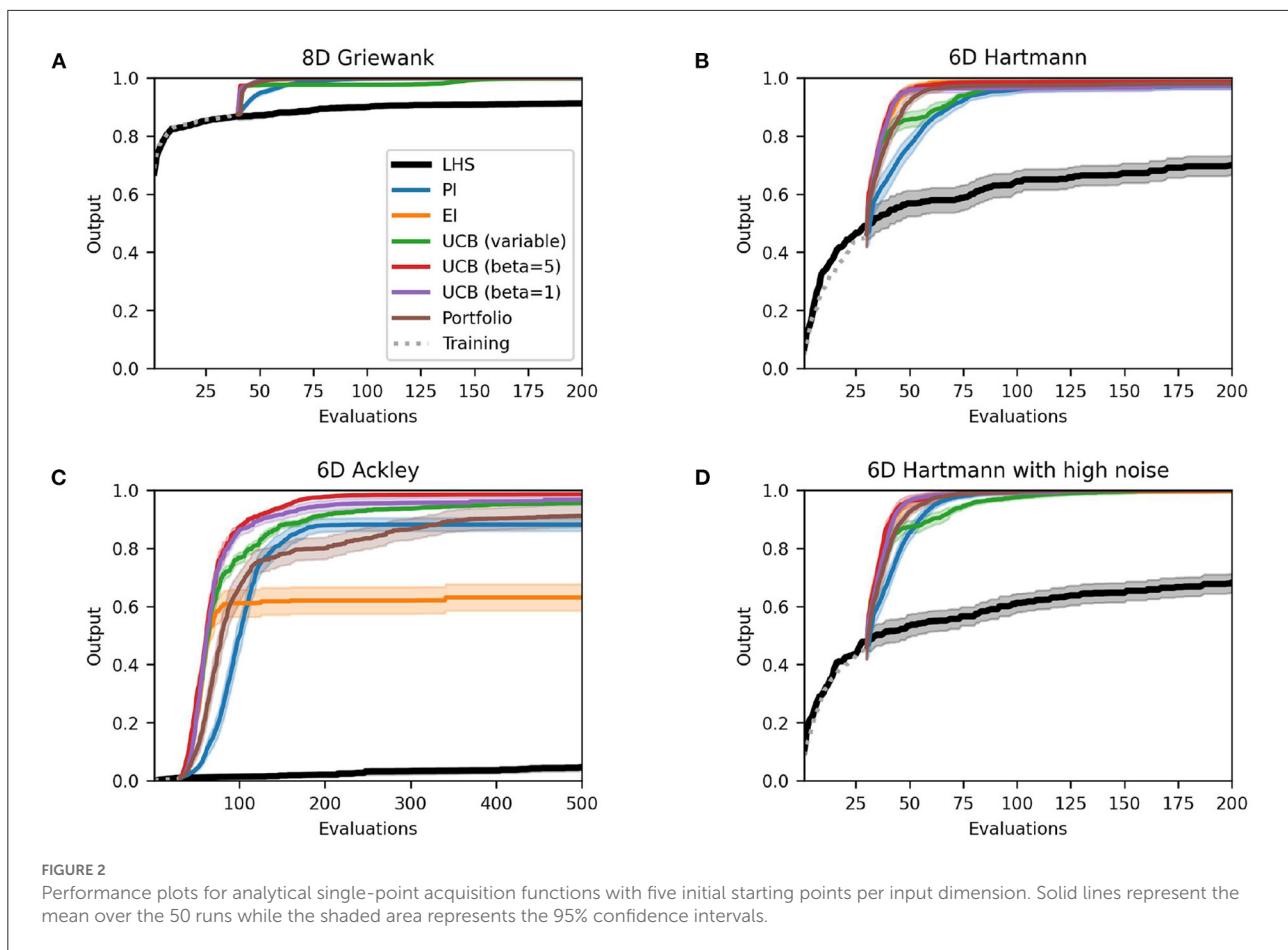 A
8D Griewank
1.0
0.8
0.6
0.4
0.2
0.0
Output
25 50 75 100 125 150 175 200
Evaluations
LHS
PI
EI
UCB (variable)
UCB (beta=5)
UCB (beta=1)
Portfolio
Training
B
6D Hartmann
1.0
0.8
0.6
0.4
0.2
0.0
Output
25 50 75 100 125 150 175 200
Evaluations
C
6D Ackley
1.0
0.8
0.6
0.4
0.2
0.0
Output
100 200 300 400 500
Evaluations
D
6D Hartmann with high noise
1.0
0.8
0.6
0.4
0.2
0.0
Output
25 50 75 100 125 150 175 200
Evaluations
FIGURE 2
Performance plots for analytical single-point acquisition functions with five initial starting points per input dimension. Solid lines represent the
mean over the 50 runs while the shaded area represents the 95% confidence intervals.